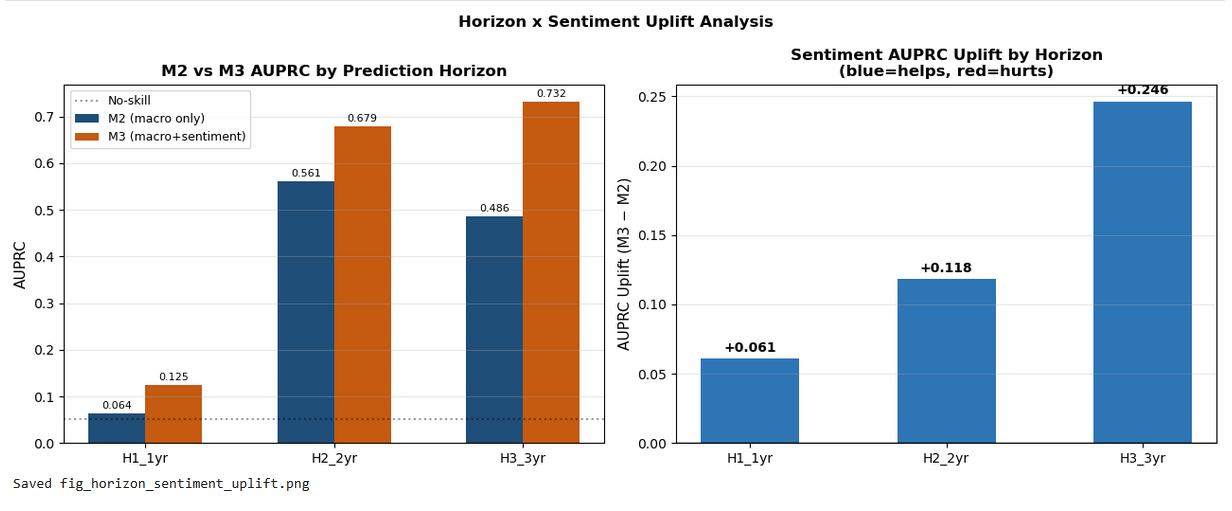 Horizon x Sentiment Uplift Analysis
M2 vs M3 AUPRC by Prediction Horizon
No-skill
M2 (macro only)
M3 (macro+sentiment)
AUPRC
0.7
0.6
0.5
0.4
0.3
0.2
0.1
0.0
0.064
0.125
0.561
0.679
0.486
0.732
H1_1yr
H2_2yr
H3_3yr
Sentiment AUPRC Uplift by Horizon
(blue=helps, red=hurts)
AUPRC Uplift (M3 − M2)
0.25
0.20
0.15
0.10
0.05
0.00
+0.061
+0.118
+0.246
H1_1yr
H2_2yr
H3_3yr
Saved fig_horizon_sentiment_uplift.png